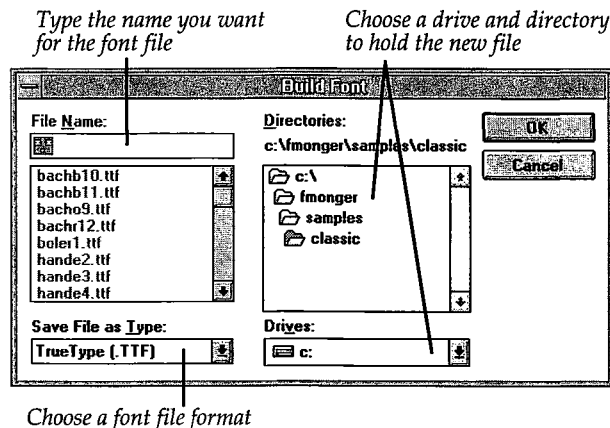 Type the name you want
for the font file
Choose a drive and directory
to hold the new file
Build Font
File Name:
Directories:
c:\fmonger\samples\classic
OK
Cancel
bachb10.ttf
bachb11.ttf
bacho9.ttf
bachr12.ttf
boler1.ttf
hande2.ttf
hande3.ttf
hande4.ttf
c:\
fmonger
samples
classic
Save File as Type:
TrueType (.TTF)
Drives:
c:
Choose a font file format